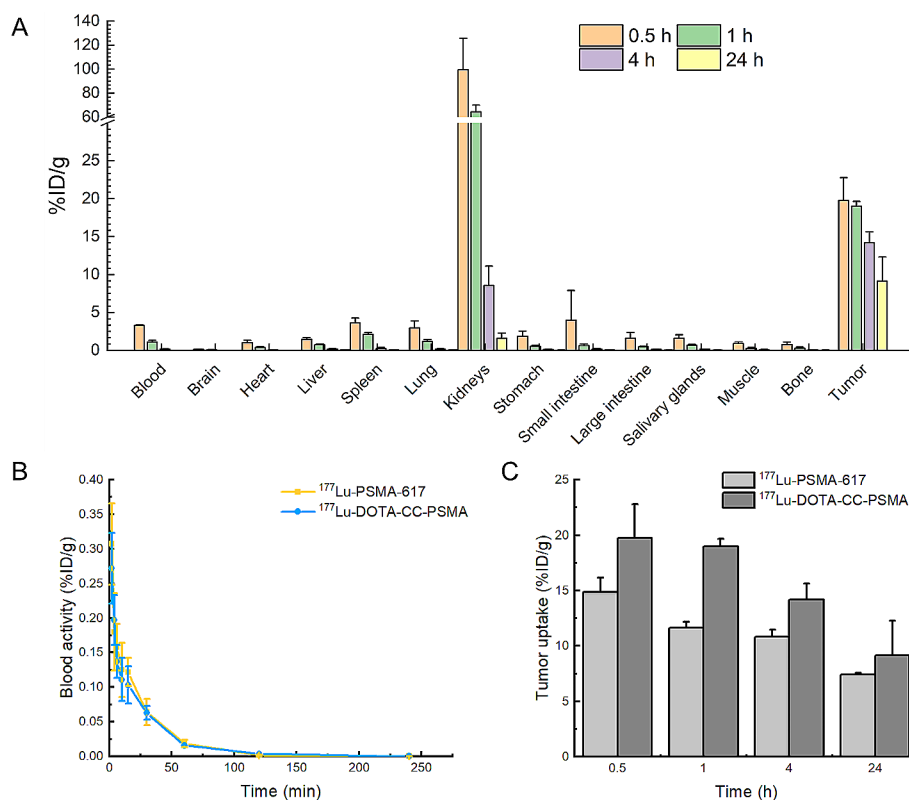 A
0.5 h
1 h
4 h
24 h
%ID/g
140
120
100
80
60
25
20
15
10
5
0
Blood
Brain
Heart
Liver
Spleen
Lung
Kidneys
Stomach
Small intestine
Large intestine
Salivary glands
Muscle
Bone
Tumor
B
177Lu-PSMA-617
177Lu-DOTA-CC-PSMA
Blood activity (%ID/g)
0.40
0.35
0.30
0.25
0.20
0.15
0.10
0.05
0.00
0
50
100
150
200
250
Time (min)
C
177Lu-PSMA-617
177Lu-DOTA-CC-PSMA
Tumor uptake (%ID/g)
25
20
15
10
5
0
0.5
1
4
24
Time (h)